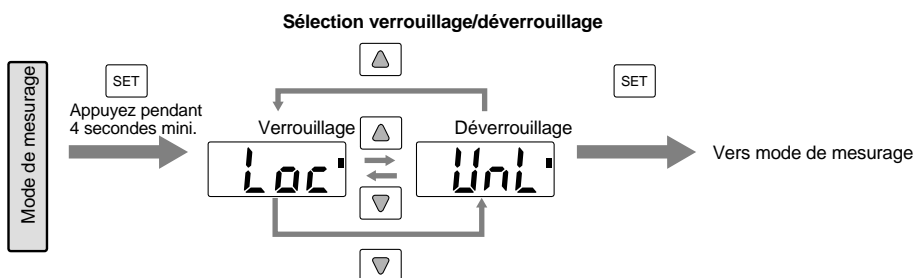 Sélection verrouillage/déverrouillage
Mode de mesurage
SET
Appuyez pendant
4 secondes mini.
Verrouillage
Loc
Déverrouillage
UnL
SET
Vers mode de mesurage